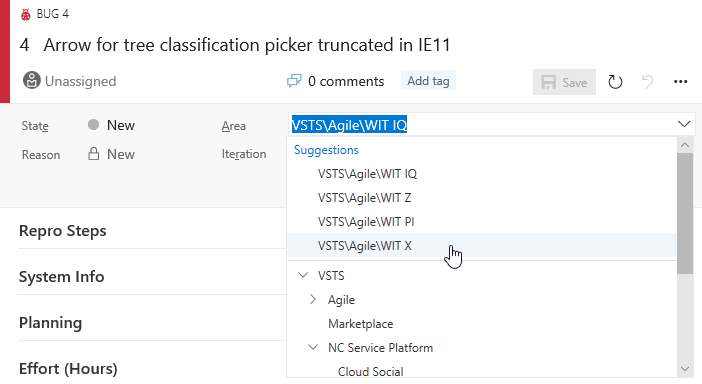 BUG 4
4 Arrow for tree classification picker truncated in IE11
Unassigned 0 comments Add tag Save
State New Area VSTS\Agile\WIT IQ
Reason New Iteration
Suggestions
VSTS\Agile\WIT IQ
VSTS\Agile\WIT Z
VSTS\Agile\WIT PI
VSTS\Agile\WIT X
VSTS
Agile
Marketplace
NC Service Platform
Cloud Social
Repro Steps
System Info
Planning
Effort (Hours)